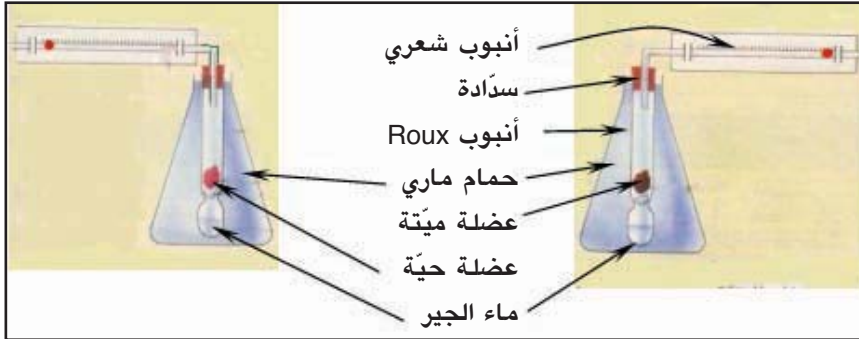 أنبوب شعري
سدّادة
أنبوب Roux
حمام ماري
عضلة ميّتة
عضلة حيّة
ماء الجير